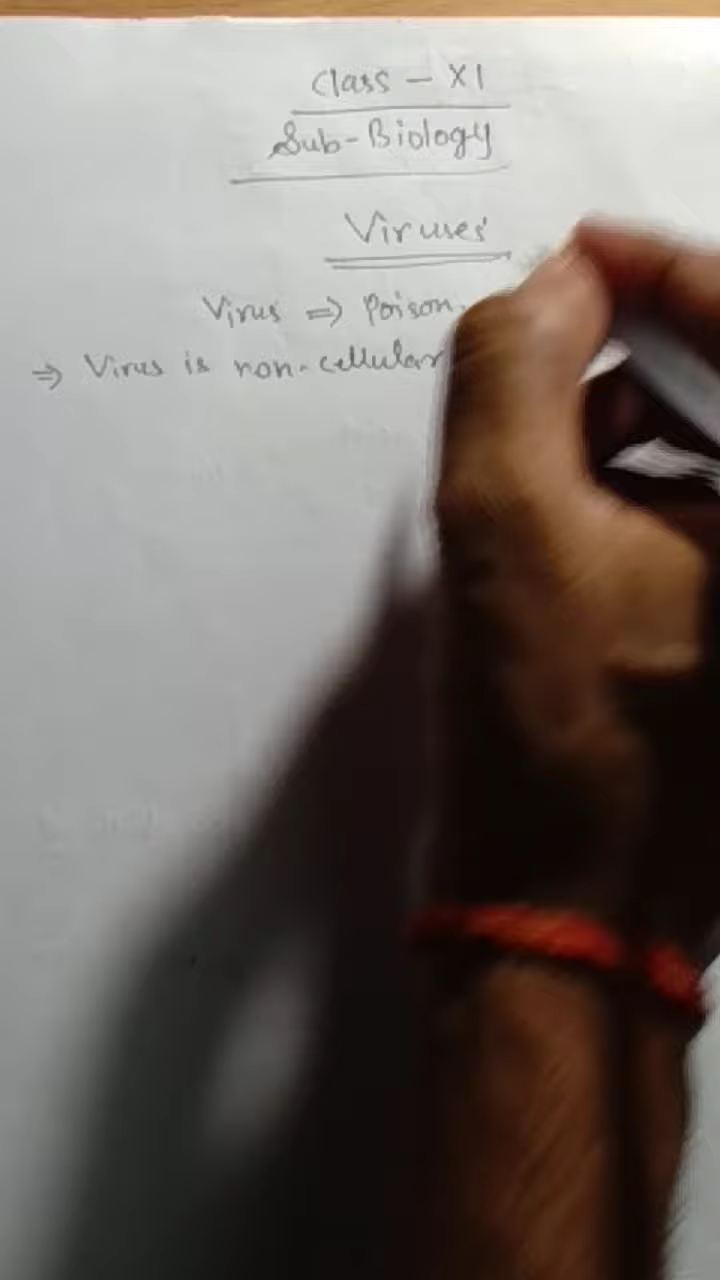 Class - XI
Sub-Biology
Viruses
Virus ⇒ Poison.
⇒ Virus is non-cellular